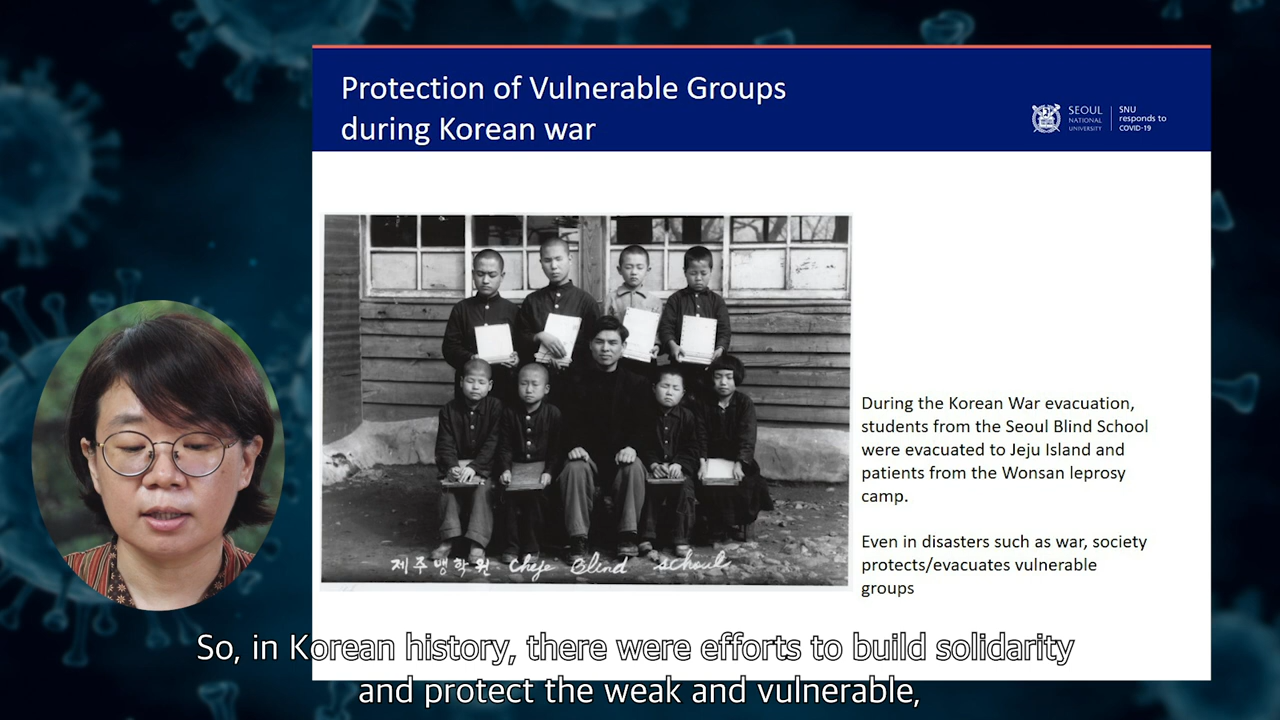 Protection of Vulnerable Groups
during Korean war
SEOUL
NATIONAL
UNIVERSITY
SNU
responds to
COVID-19
제주맹학원 Cheje Blind school
During the Korean War evacuation,
students from the Seoul Blind School
were evacuated to Jeju Island and
patients from the Wonsan leprosy
camp.
Even in disasters such as war, society
protects/evacuates vulnerable
groups
So, in Korean history, there were efforts to build solidarity
and protect the weak and vulnerable,